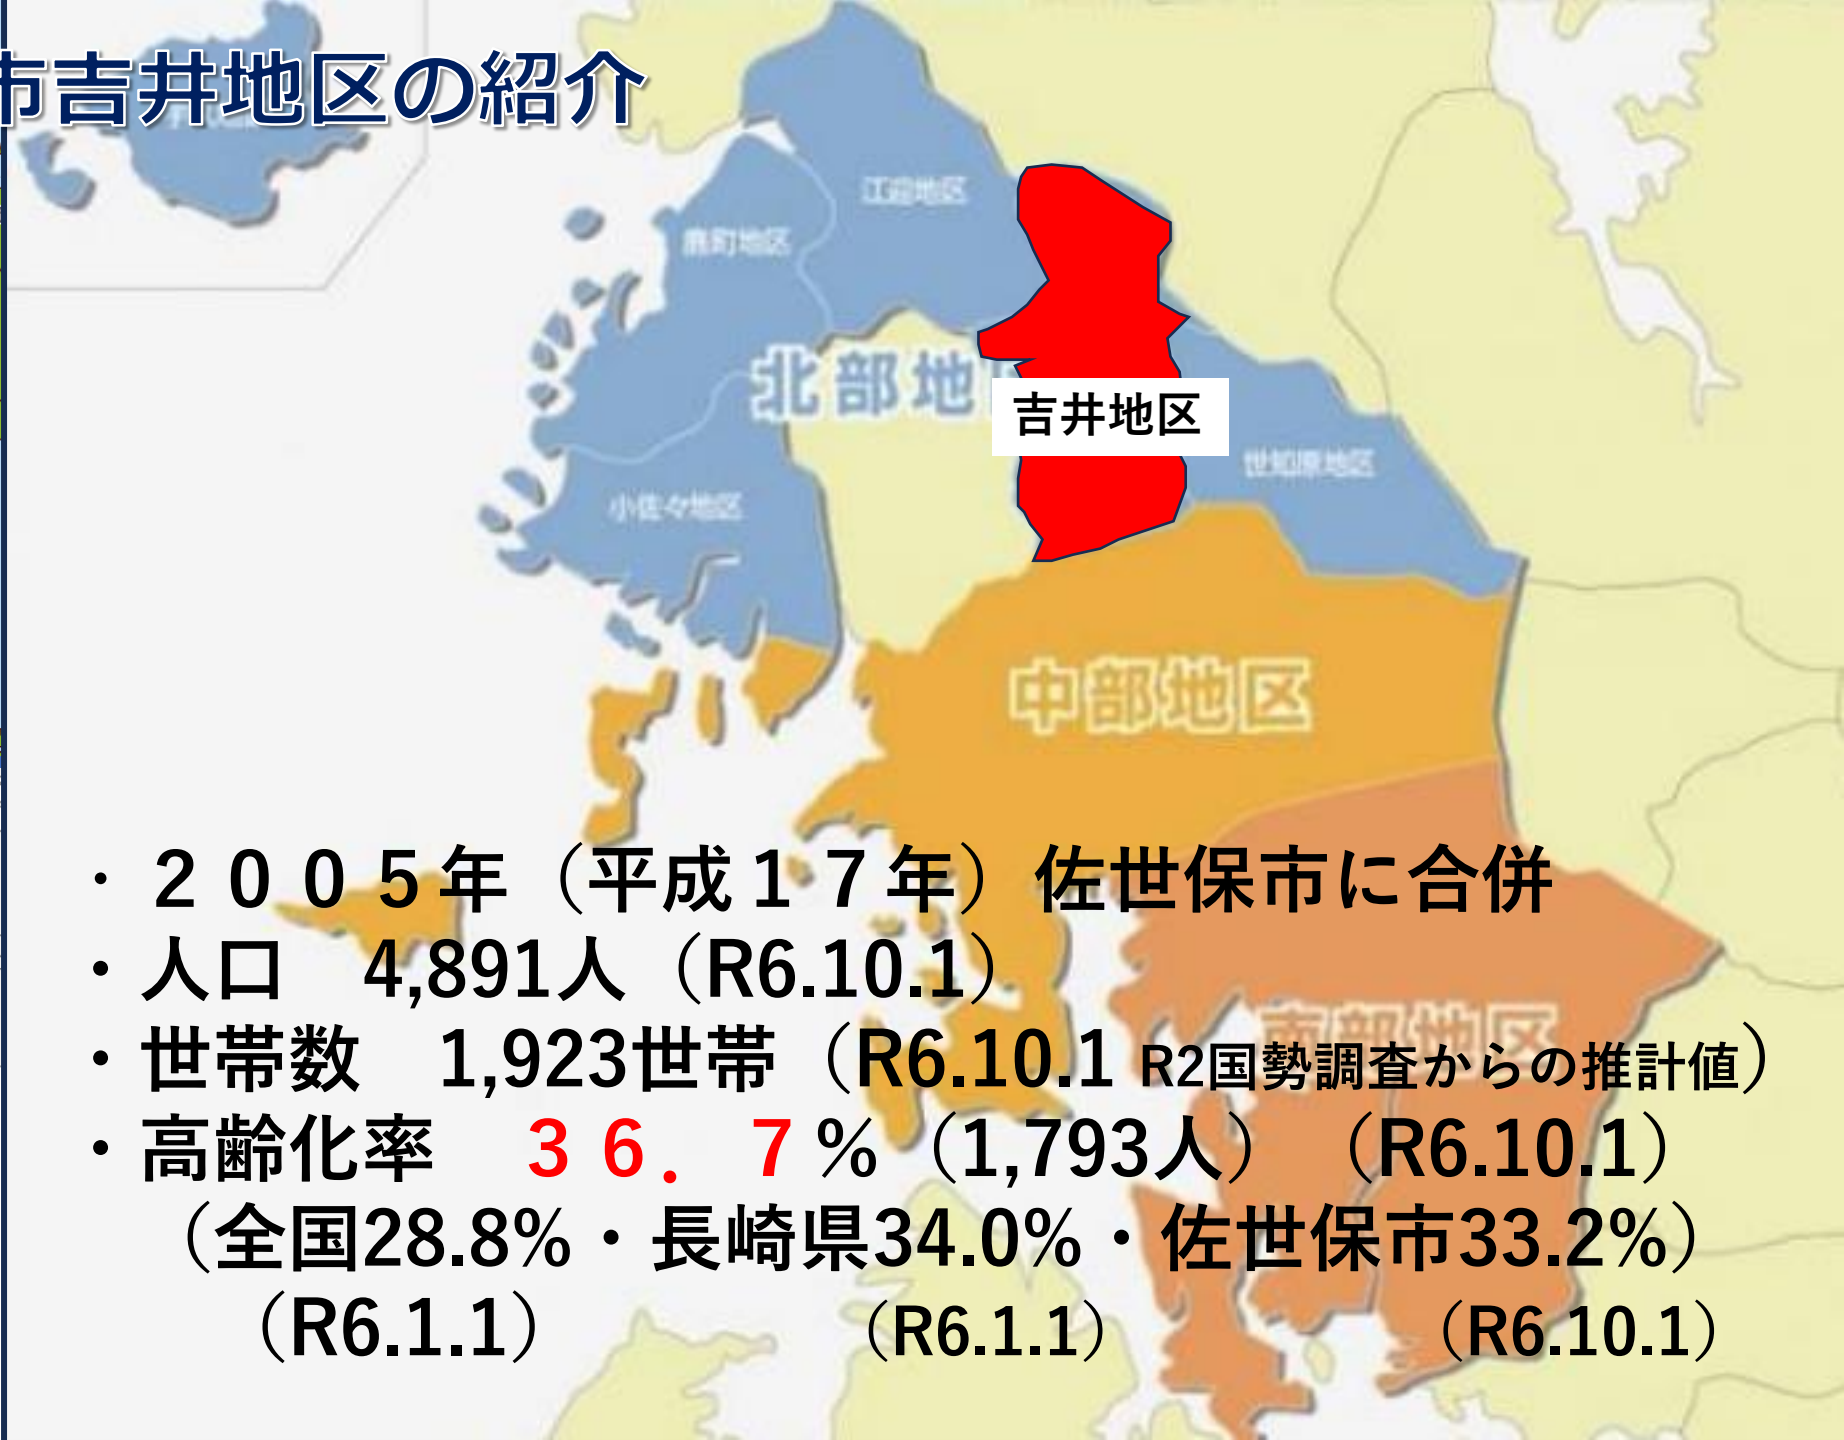 市吉井地区の紹介
江迎地区
鹿町地区
北部地
吉井地区
世知原地区
小佐々地区
中部地区
・２００５年（平成１７年）佐世保市に合併
・人口　4,891人（R6.10.1）
南部地区
・世帯数　1,923世帯（R6.10.1 R2国勢調査からの推計値）
・高齢化率　３６．７%（1,793人）（R6.10.1）
（全国28.8%・長崎県34.0%・佐世保市33.2%）
（R6.1.1）　（R6.1.1）　（R6.10.1）